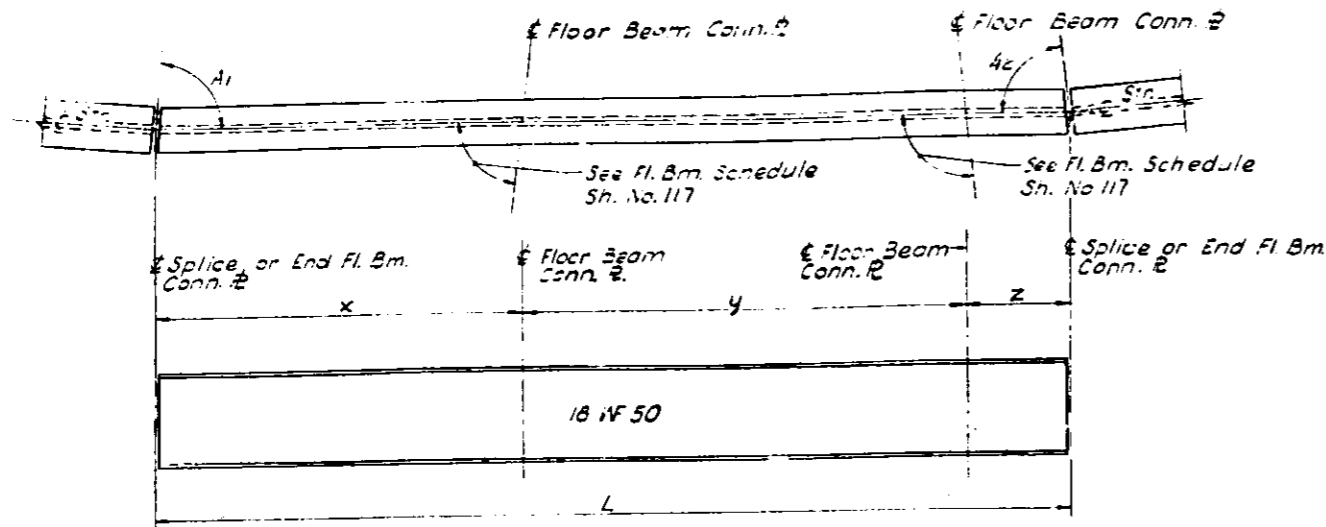 ℄ Floor Beam Conn. ⅊
℄ Floor Beam Conn. ⅊
A1
A2
℄ Str.
℄ Str.
See Fl. Bm. Schedule
Sh. No. 117
See Fl. Bm. Schedule
Sh. No. 117
℄ Splice or End Fl. Bm.
Conn. ⅊
℄ Floor Beam
Conn. ⅊.
℄ Floor Beam
Conn. ⅊
℄ Splice or End Fl. Bm.
Conn. ⅊
x
y
z
18 WF 50
L